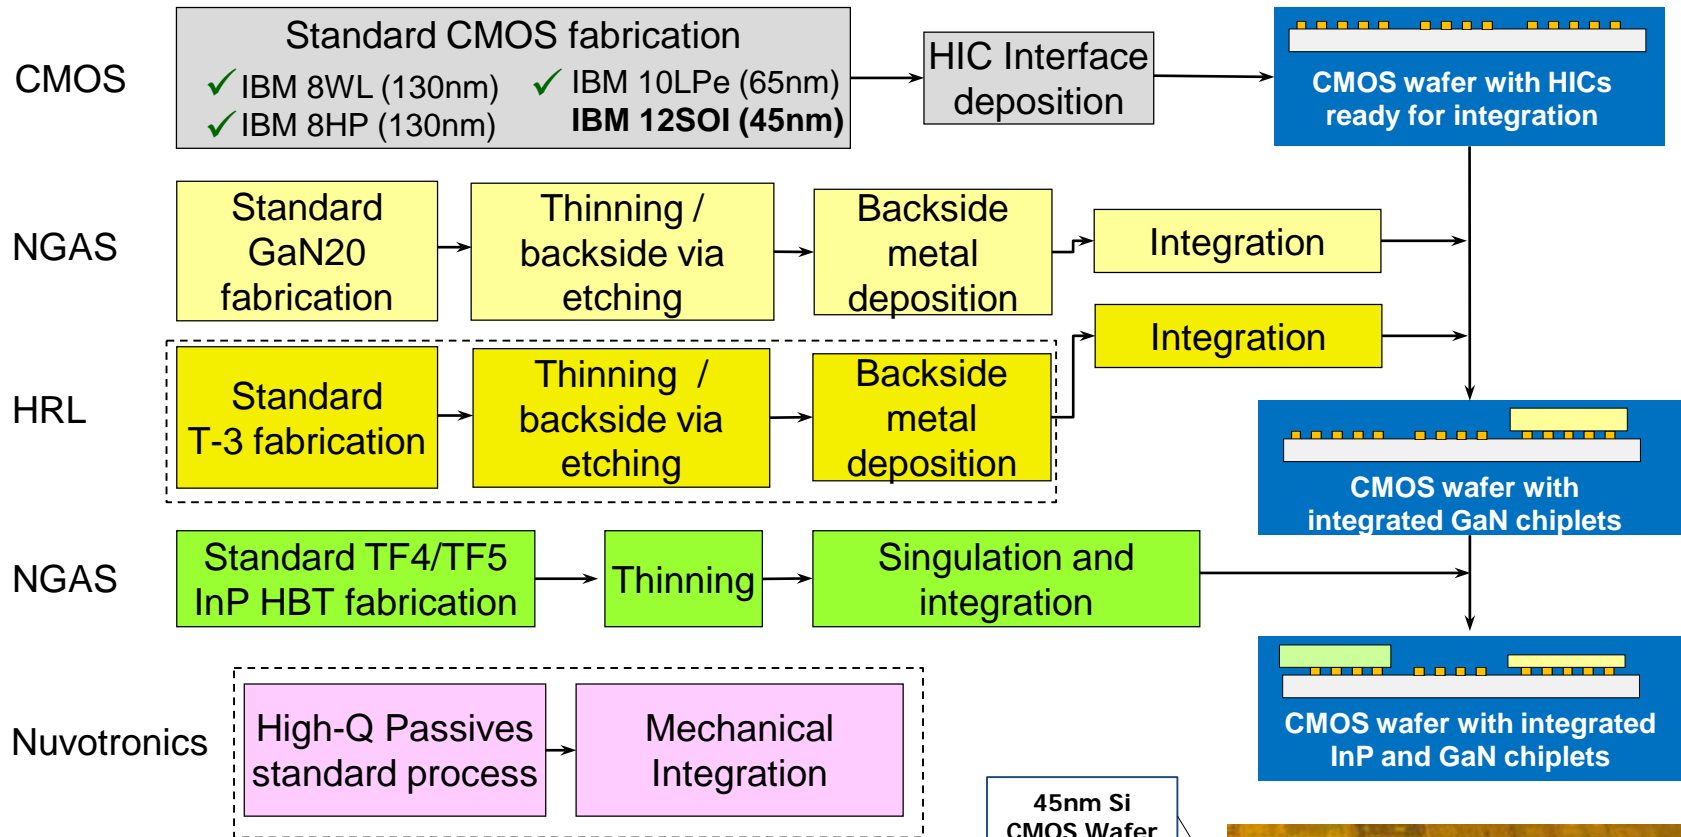 CMOS
Standard CMOS fabrication
✓ IBM 8WL (130nm)
✓ IBM 10LPe (65nm)
✓ IBM 8HP (130nm)
IBM 12SOI (45nm)
HIC Interface
deposition
CMOS wafer with HICs
ready for integration
NGAS
Standard
GaN20
fabrication
Thinning /
backside via
etching
Backside
metal
deposition
Integration
HRL
Standard
T-3 fabrication
Thinning /
backside via
etching
Backside
metal
deposition
Integration
CMOS wafer with
integrated GaN chiplets
NGAS
Standard TF4/TF5
InP HBT fabrication
Thinning
Singulation and
integration
CMOS wafer with integrated
InP and GaN chiplets
Nuvotronics
High-Q Passives
standard process
Mechanical
Integration
45nm Si
CMOS Wafer